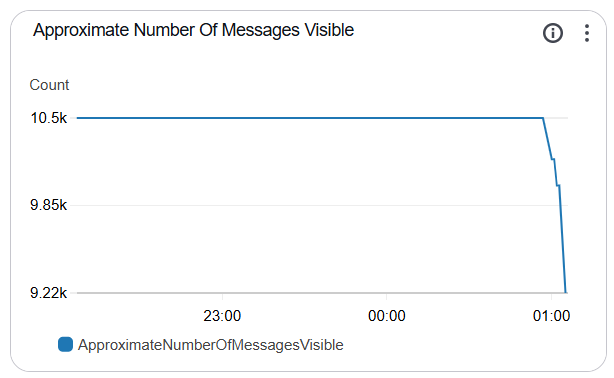 Approximate Number Of Messages Visible
Count
10.5k
9.85k
9.22k
23:00 00:00 01:00
ApproximateNumberOfMessagesVisible